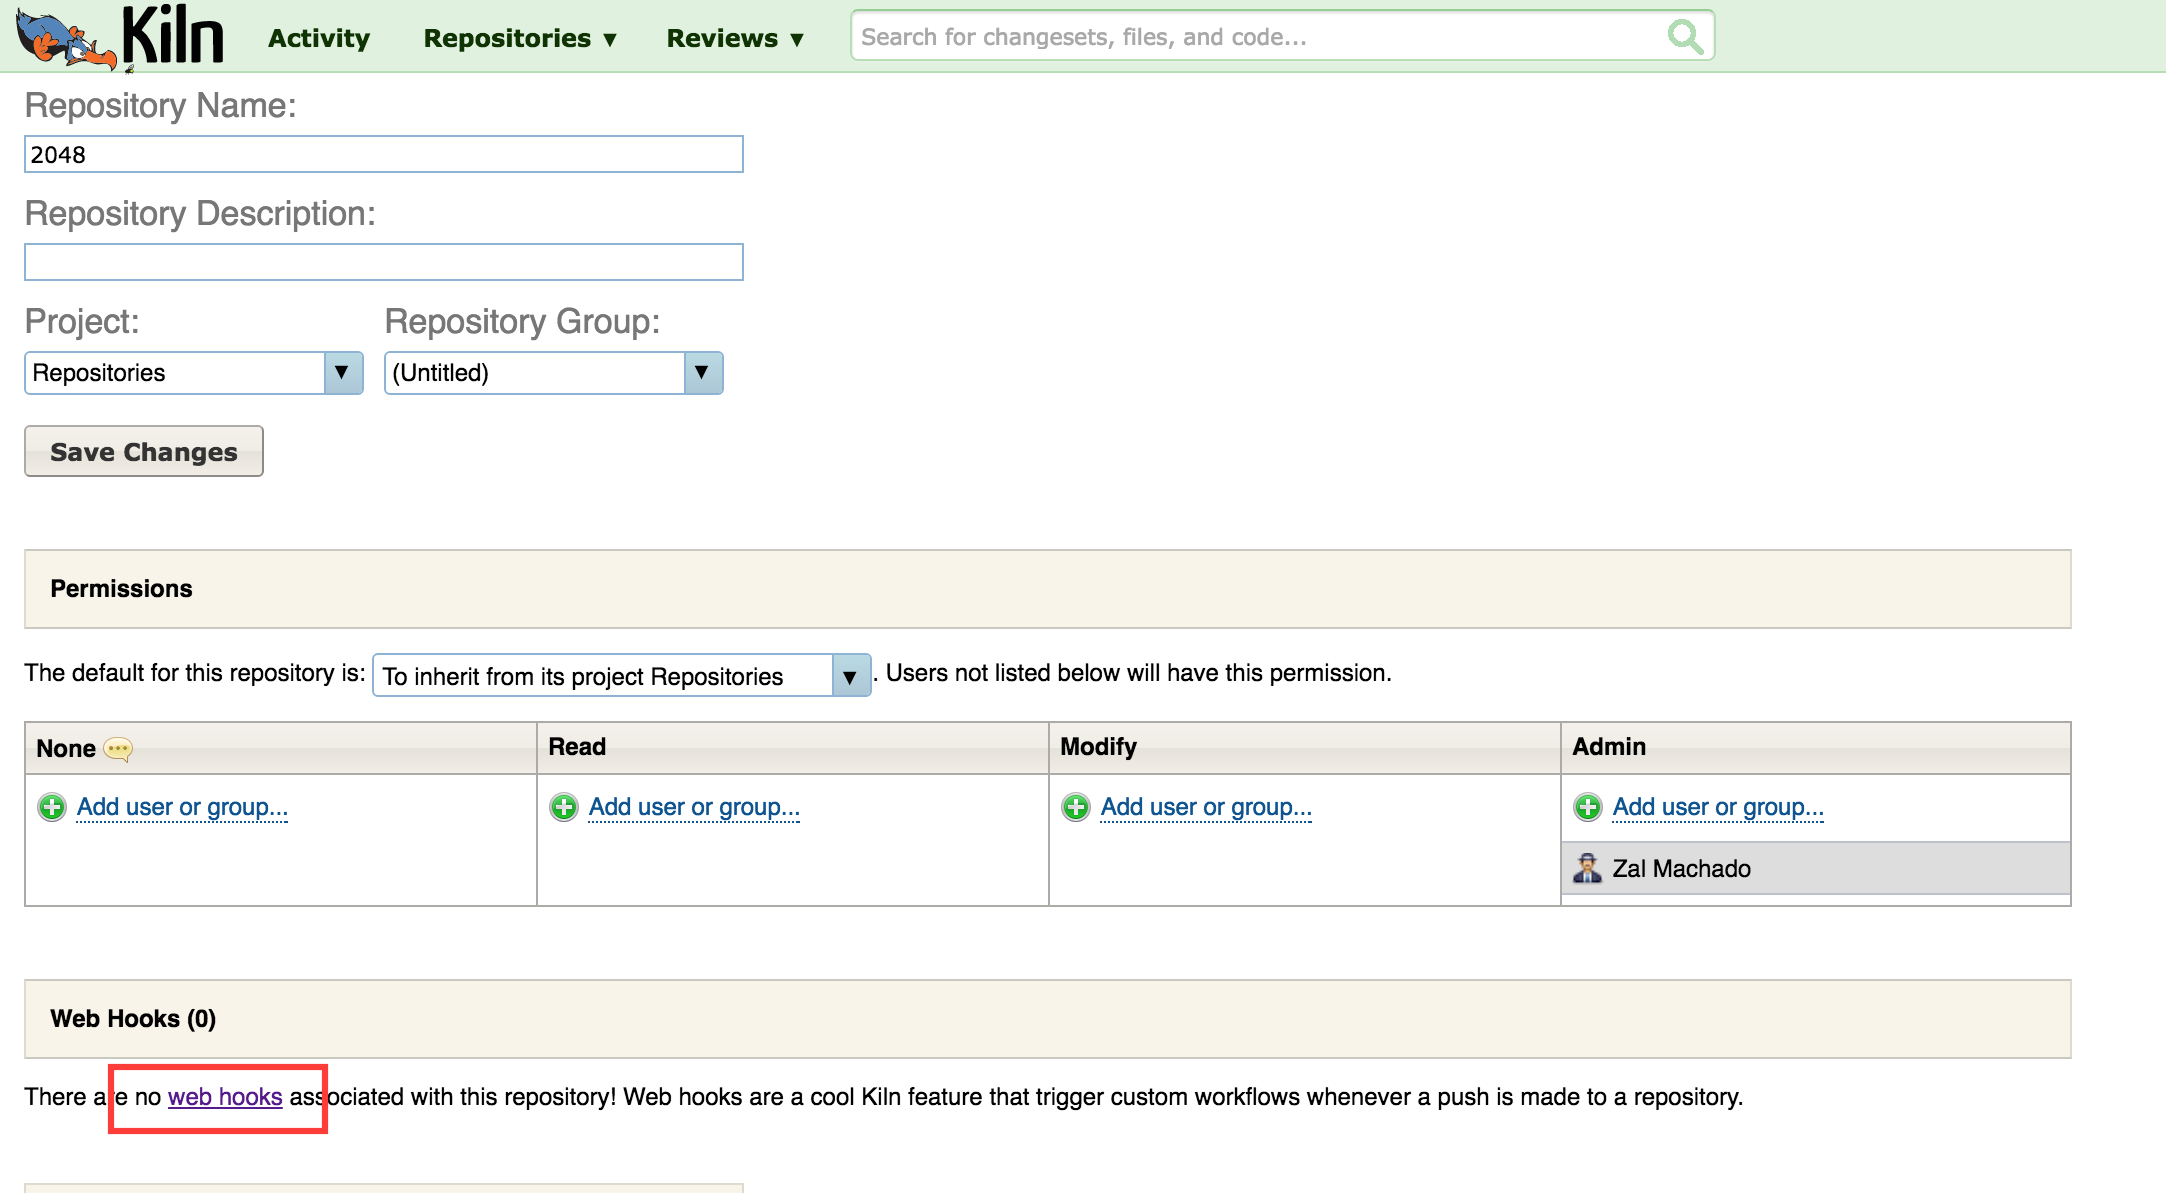 Kiln Activity Repositories ▼ Reviews ▼ Search for changesets, files, and code...
Repository Name:
2048
Repository Description:
Project: Repository Group:
Repositories ▼ (Untitled) ▼
Save Changes
Permissions
The default for this repository is: To inherit from its project Repositories ▼ . Users not listed below will have this permission.
None Read Modify Admin
Add user or group... Add user or group... Add user or group... Add user or group...
Zal Machado
Web Hooks (0)
There are no web hooks associated with this repository! Web hooks are a cool Kiln feature that trigger custom workflows whenever a push is made to a repository.